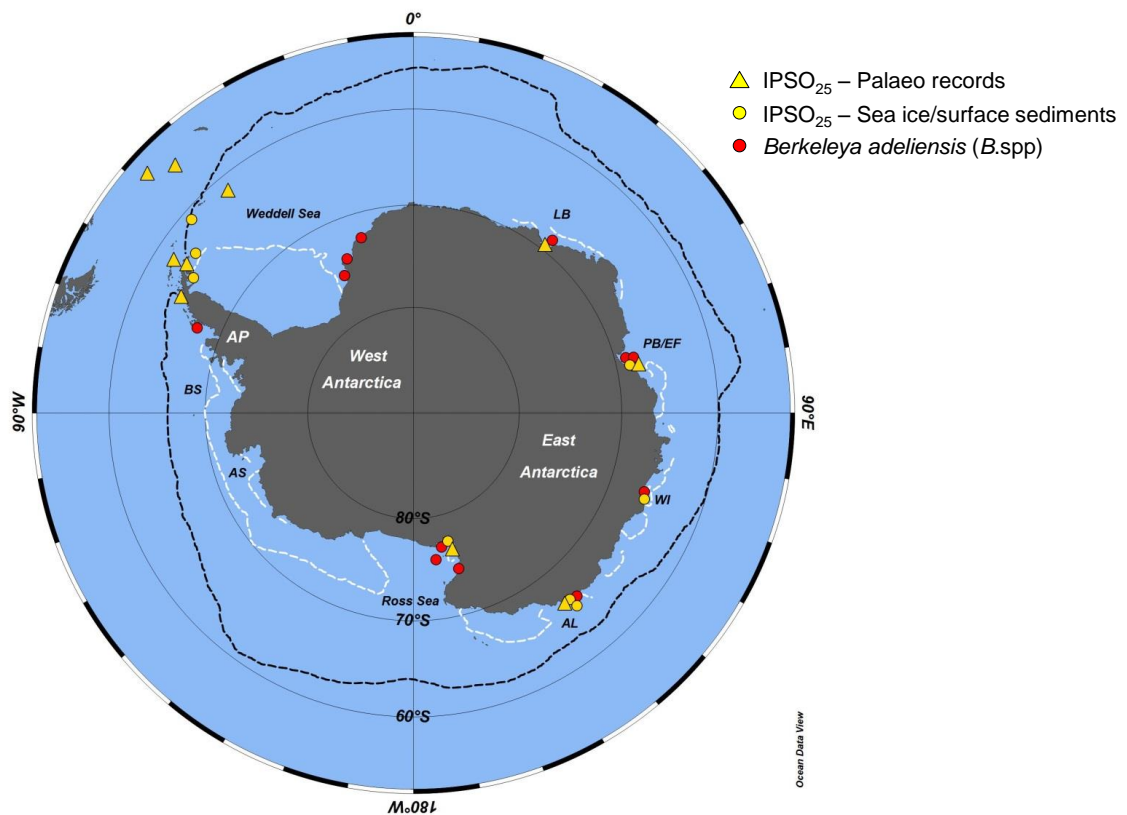 0°
IPSO₂₅ – Palaeo records
IPSO₂₅ – Sea ice/surface sediments
Berkeleya adeliensis (B.spp)
Weddell Sea
LB
AP
PB/EF
West
Antarctica
BS
90°W
90°E
East
Antarctica
AS
WI
80°S
Ross Sea
70°S
AL
60°S
Ocean Data View
180°W